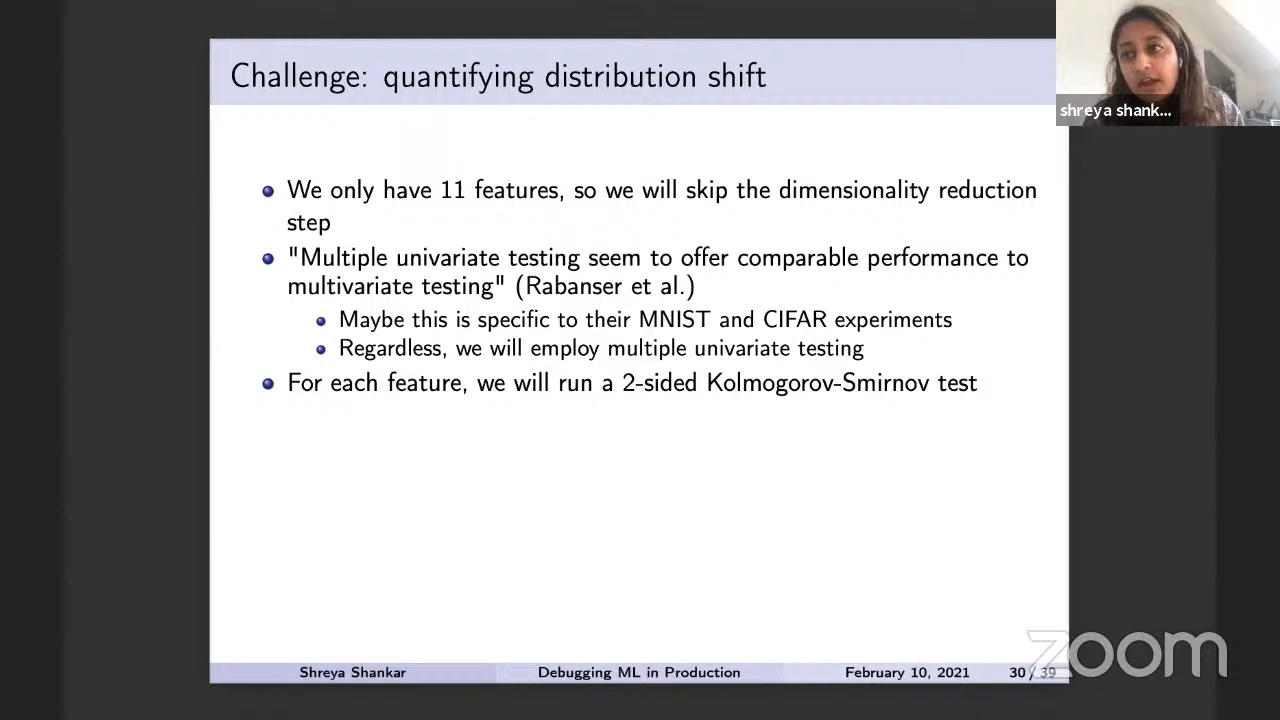 Challenge: quantifying distribution shift
shreya shank...
We only have 11 features, so we will skip the dimensionality reduction
step
"Multiple univariate testing seem to offer comparable performance to
multivariate testing" (Rabanser et al.)
Maybe this is specific to their MNIST and CIFAR experiments
Regardless, we will employ multiple univariate testing
For each feature, we will run a 2-sided Kolmogorov-Smirnov test
Shreya Shankar Debugging ML in Production February 10, 2021 30 / 39
zoom